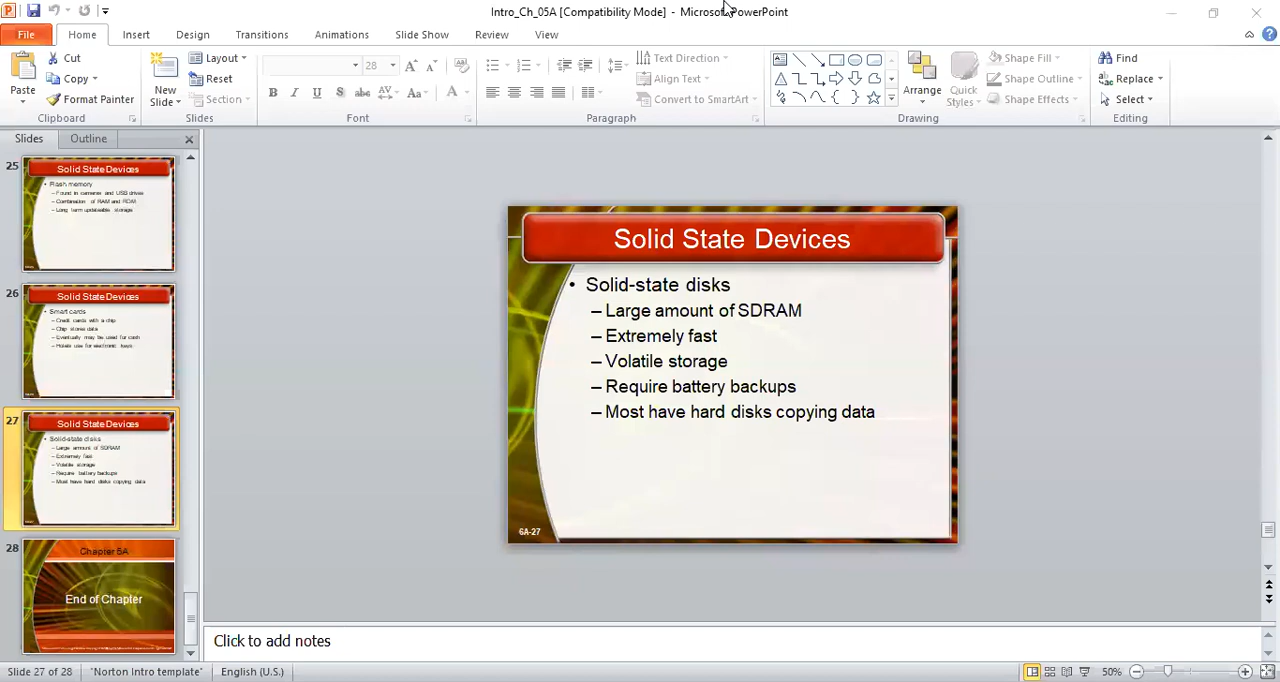 Intro_Ch_05A [Compatibility Mode] - Microsoft PowerPoint
File Home Insert Design Transitions Animations Slide Show Review View
Paste
Cut
Copy
Format Painter
Clipboard
New Slide
Layout
Reset
Section
Slides
28
B I U S abc AV Aa A
Font
Text Direction
Align Text
Convert to SmartArt
Paragraph
Arrange
Quick Styles
Shape Fill
Shape Outline
Shape Effects
Drawing
Find
Replace
Select
Editing
Slides Outline
25
Solid State Devices
• Flash memory
– Found in cameras and USB drives
– Combination of RAM and ROM
– Long term updateable storage
26
Solid State Devices
• Smart cards
– Credit cards with a chip
– Chip stores data
– Eventually may be used for cash
– Hotels use for electronic keys
27
Solid State Devices
• Solid-state disks
– Large amount of SDRAM
– Extremely fast
– Volatile storage
– Require battery backups
– Most have hard disks copying data
28
Chapter 6A
End of Chapter
Solid State Devices
• Solid-state disks
– Large amount of SDRAM
– Extremely fast
– Volatile storage
– Require battery backups
– Most have hard disks copying data
6A-27
Click to add notes
Slide 27 of 28 "Norton Intro template" English (U.S.) 50%